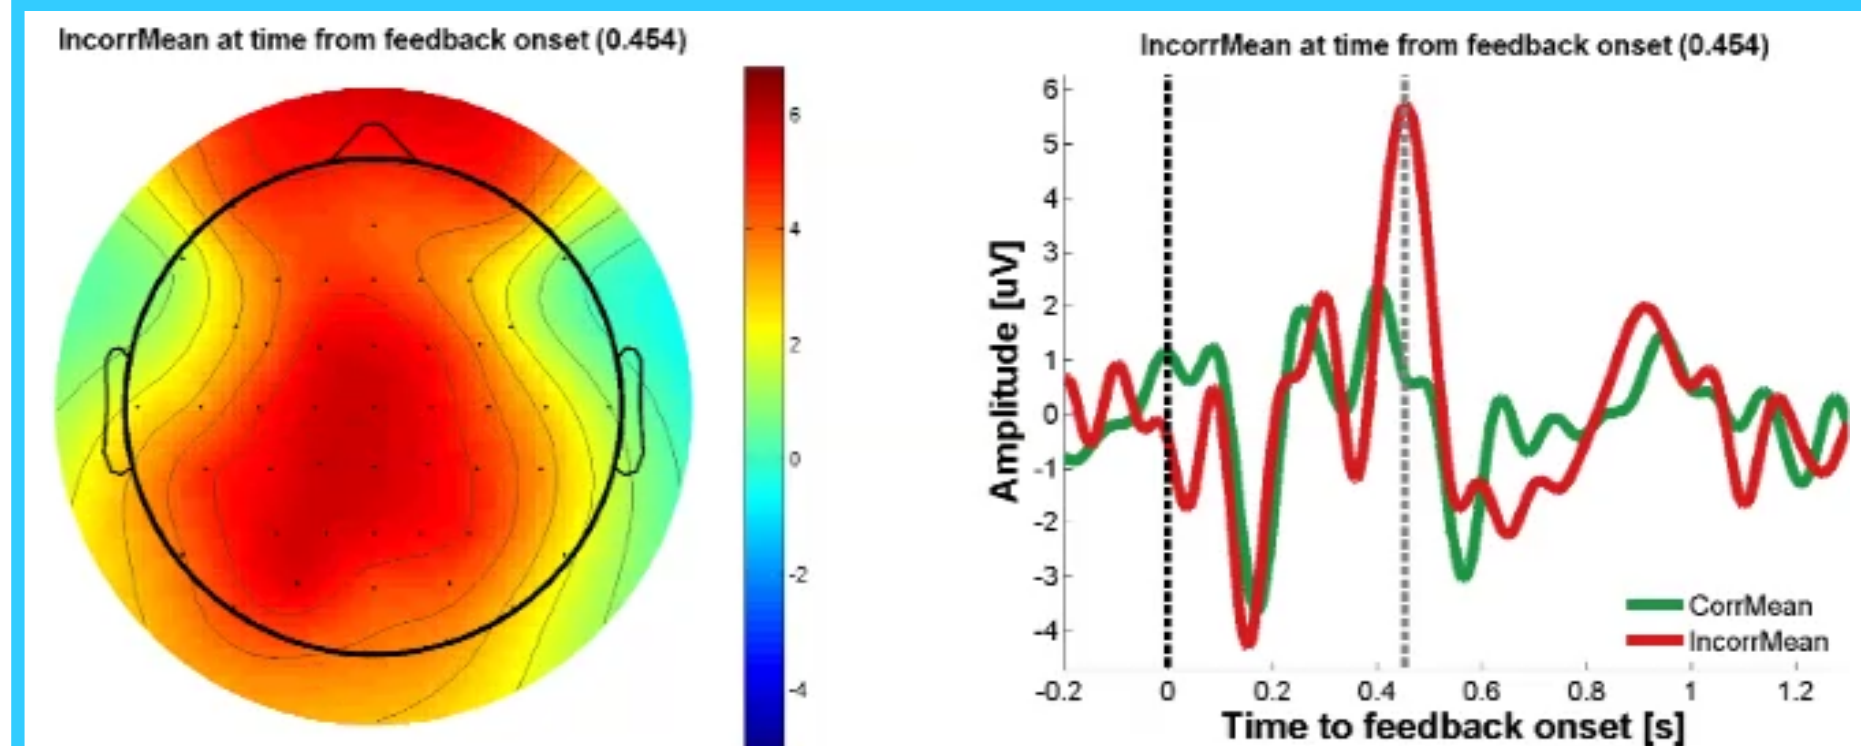 IncorrMean at time from feedback onset (0.454)
6
4
2
0
-2
-4
IncorrMean at time from feedback onset (0.454)
6
5
4
3
2
1
0
-1
-2
-3
-4
Amplitude [uV]
CorrMean
IncorrMean
-0.2 0 0.2 0.4 0.6 0.8 1 1.2
Time to feedback onset [s]